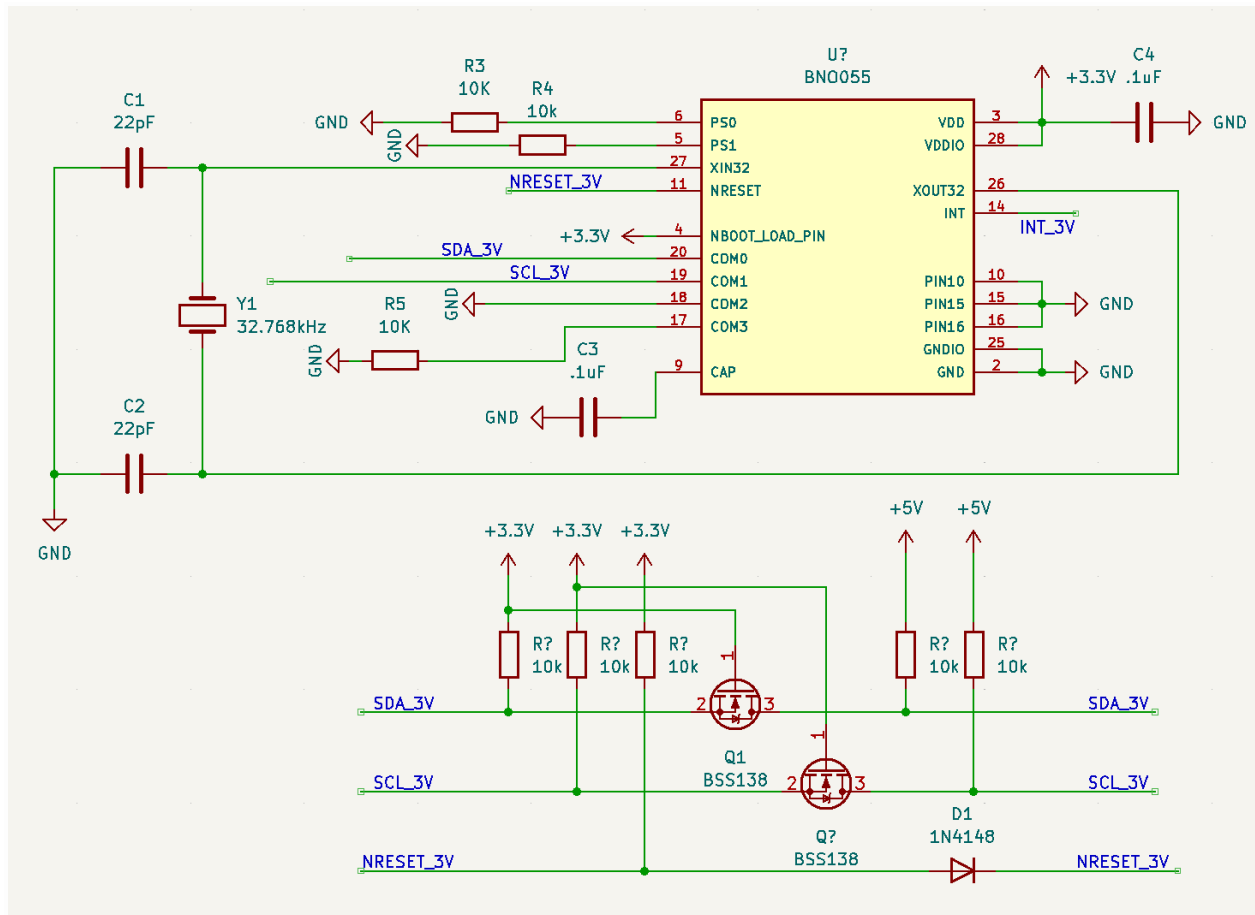 U?
BNO055
R3
10K
R4
10k
C4
.1uF
+3.3V
C1
22pF
GND
GND
GND
6
PS0
VDD
3
5
PS1
VDDIO
28
27
XIN32
NRESET_3V
11
NRESET
XOUT32
26
INT
14
INT_3V
+3.3V
4
NBOOT_LOAD_PIN
SDA_3V
20
COM0
SCL_3V
19
COM1
PIN10
10
GND
18
COM2
PIN15
15
GND
Y1
32.768kHz
R5
10K
17
COM3
PIN16
16
GND
C3
.1uF
GNDIO
25
9
CAP
GND
2
GND
GND
C2
22pF
GND
+3.3V
+3.3V
+3.3V
+5V
+5V
R?
10k
R?
10k
R?
10k
R?
10k
R?
10k
1
SDA_3V
2
3
SDA_3V
Q1
BSS138
1
SCL_3V
2
3
SCL_3V
Q?
BSS138
D1
1N4148
NRESET_3V
NRESET_3V